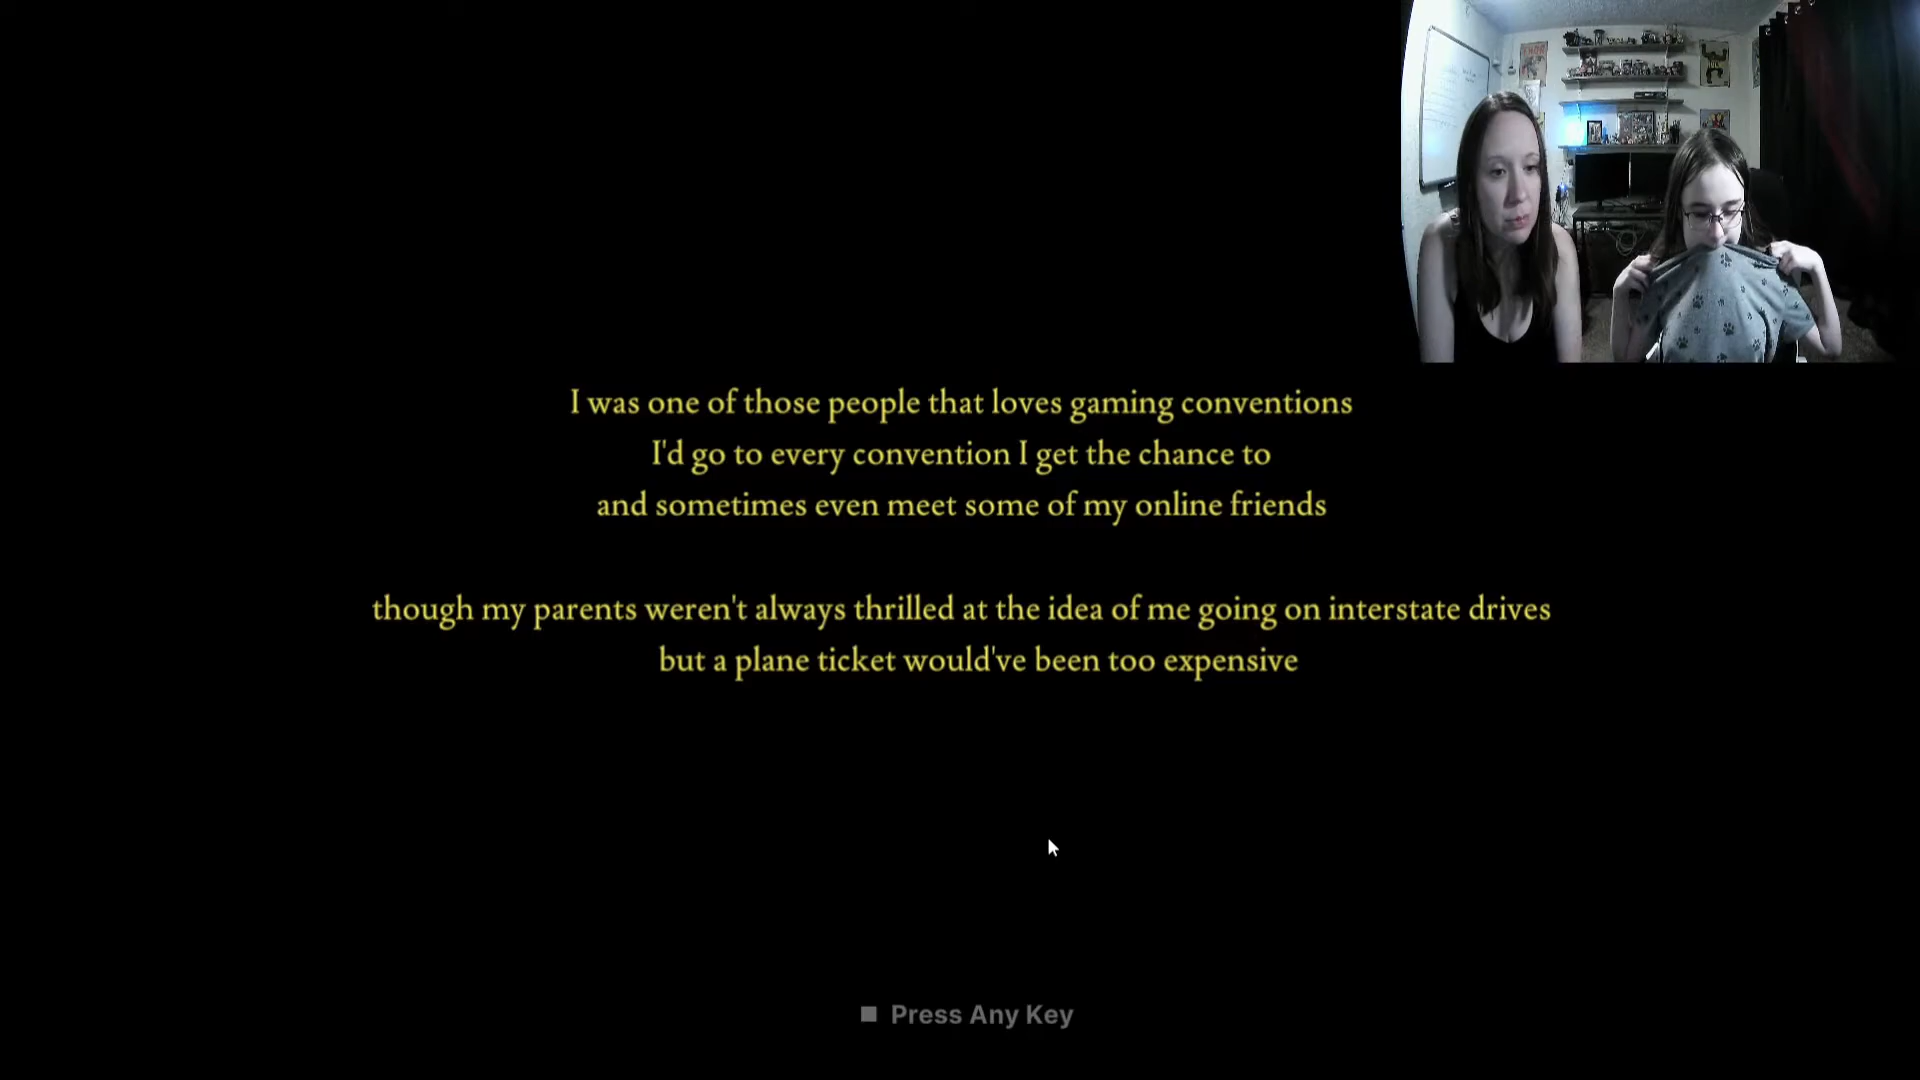 I was one of those people that loves gaming conventions
I'd go to every convention I get the chance to
and sometimes even meet some of my online friends
though my parents weren't always thrilled at the idea of me going on interstate drives
but a plane ticket would've been too expensive
Press Any Key